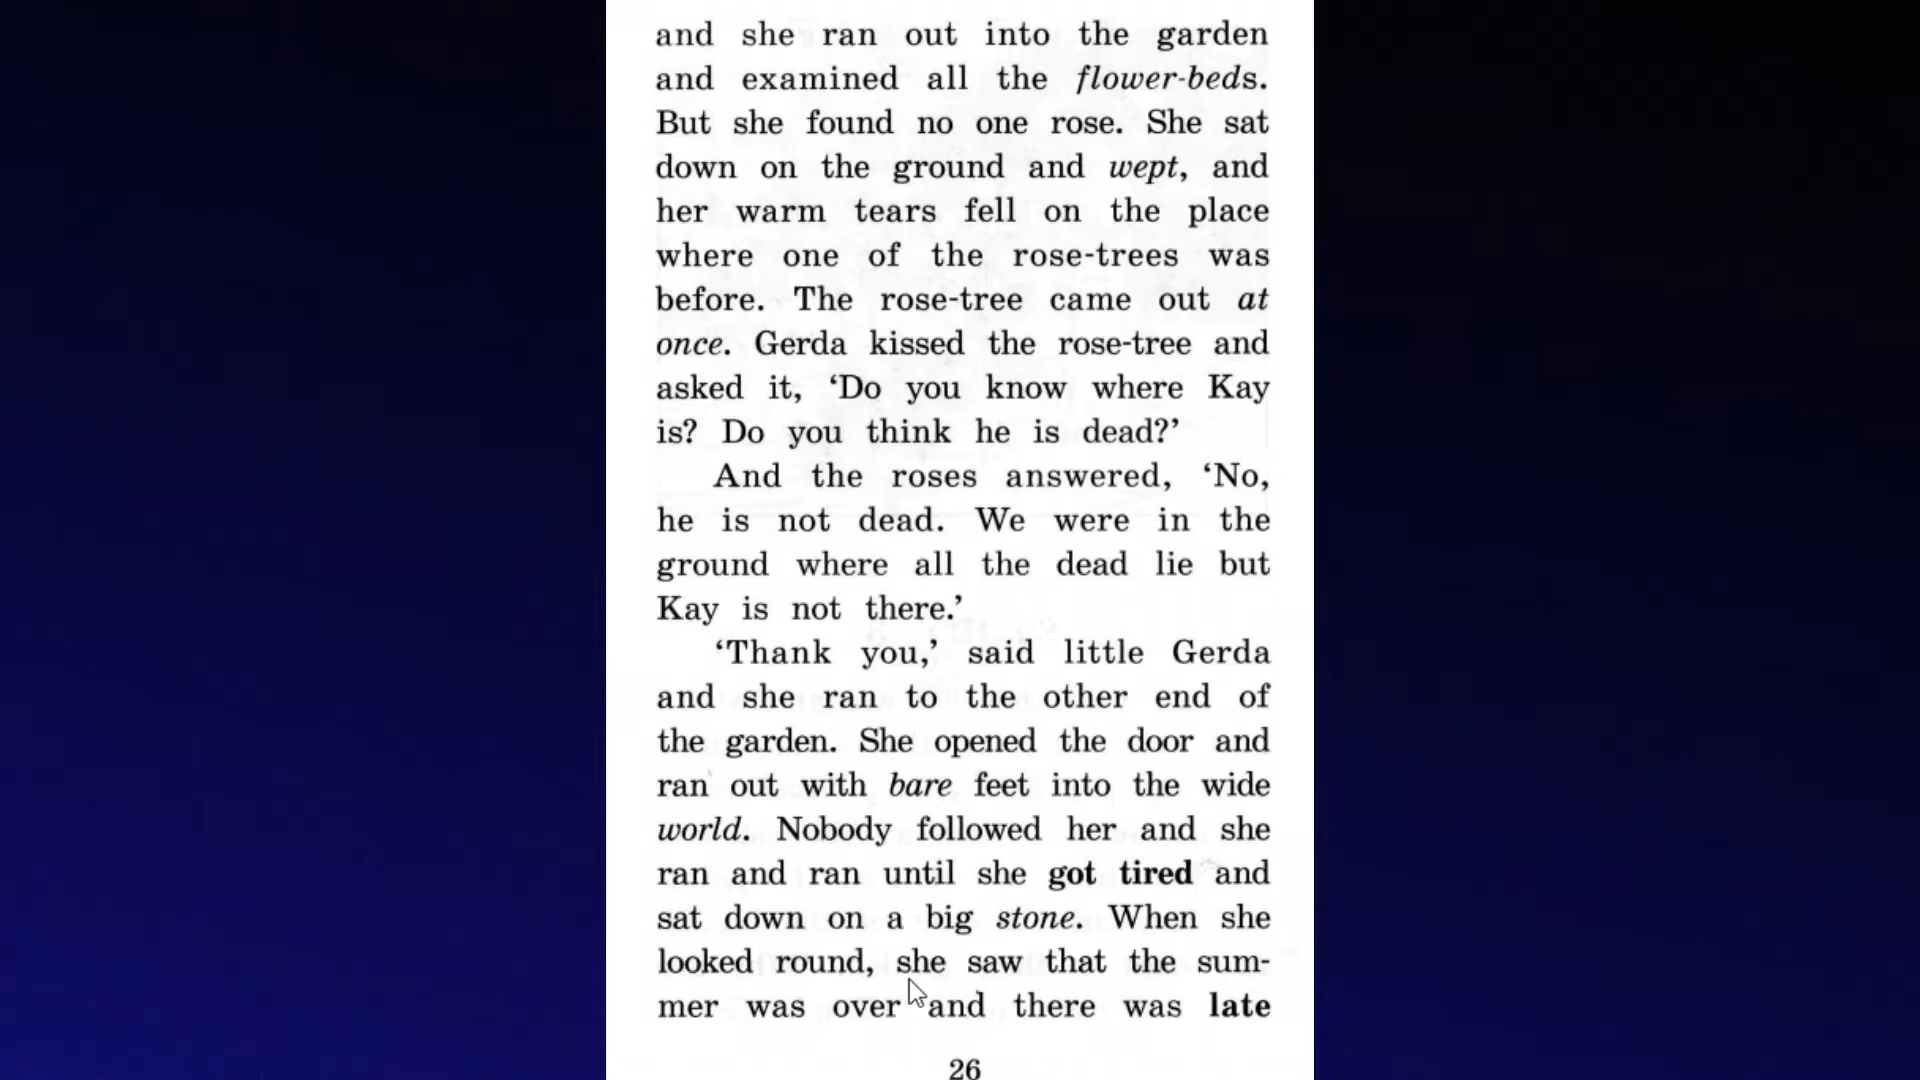 and she ran out into the garden
and examined all the flower-beds.
But she found no one rose. She sat
down on the ground and wept, and
her warm tears fell on the place
where one of the rose-trees was
before. The rose-tree came out at
once. Gerda kissed the rose-tree and
asked it, ‘Do you know where Kay
is? Do you think he is dead?’
And the roses answered, ‘No,
he is not dead. We were in the
ground where all the dead lie but
Kay is not there.’
‘Thank you,’ said little Gerda
and she ran to the other end of
the garden. She opened the door and
ran out with bare feet into the wide
world. Nobody followed her and she
ran and ran until she got tired and
sat down on a big stone. When she
looked round, she saw that the sum-
mer was over and there was late
26